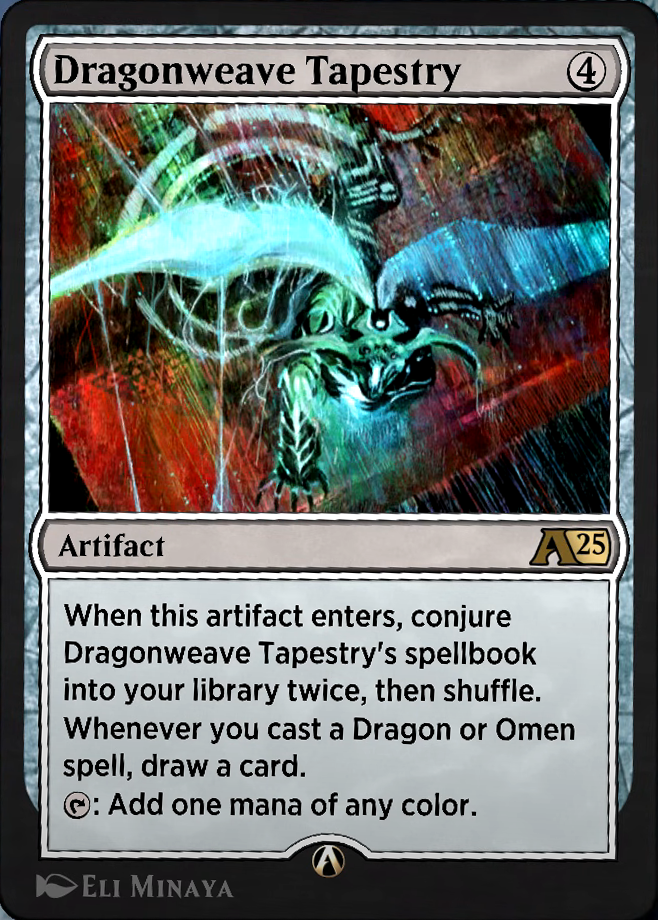 Dragonweave Tapestry 4
Artifact A25
When this artifact enters, conjure
Dragonweave Tapestry's spellbook
into your library twice, then shuffle.
Whenever you cast a Dragon or Omen
spell, draw a card.
: Add one mana of any color.
Eli Minaya